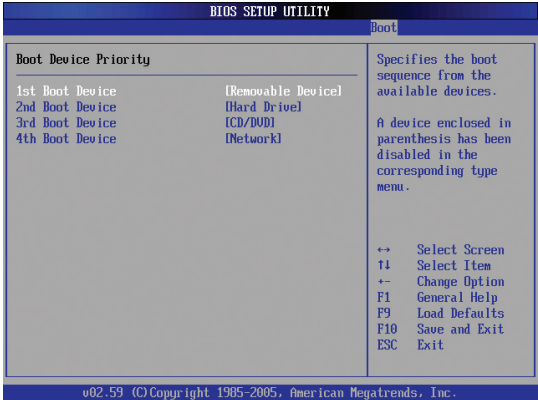 BIOS SETUP UTILITY
Boot
Boot Device Priority
1st Boot Device [Removable Device]
2nd Boot Device [Hard Drive]
3rd Boot Device [CD/DVD]
4th Boot Device [Network]
Specifies the boot
sequence from the
available devices.
A device enclosed in
parenthesis has been
disabled in the
corresponding type
menu.
↔ Select Screen
↑↓ Select Item
+- Change Option
F1 General Help
F9 Load Defaults
F10 Save and Exit
ESC Exit
v02.59 (C)Copyright 1985-2005, American Megatrends, Inc.